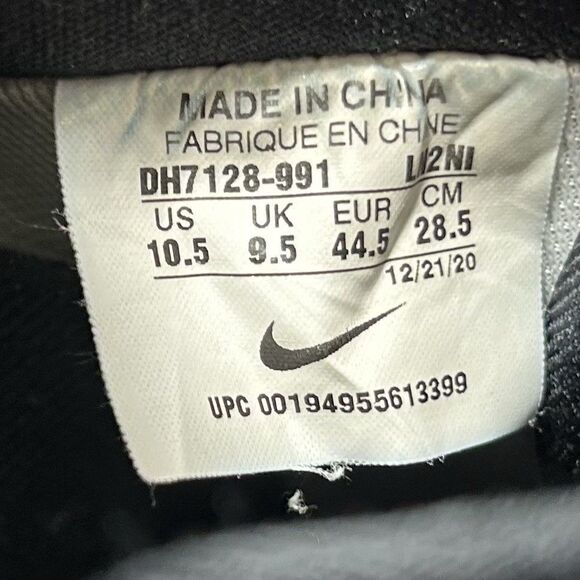 MADE IN CHINA
FABRIQUE EN CHINE
DH7128-991
US UK EUR CM
10.5 9.5 44.5 28.5
12/21/20
UPC 00194955613399